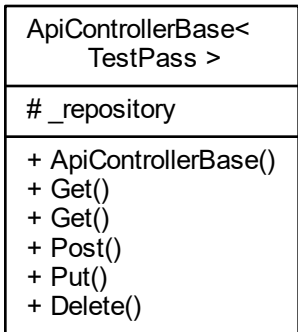 ApiControllerBase<
TestPass >
# _repository
+ ApiControllerBase()
+ Get()
+ Get()
+ Post()
+ Put()
+ Delete()